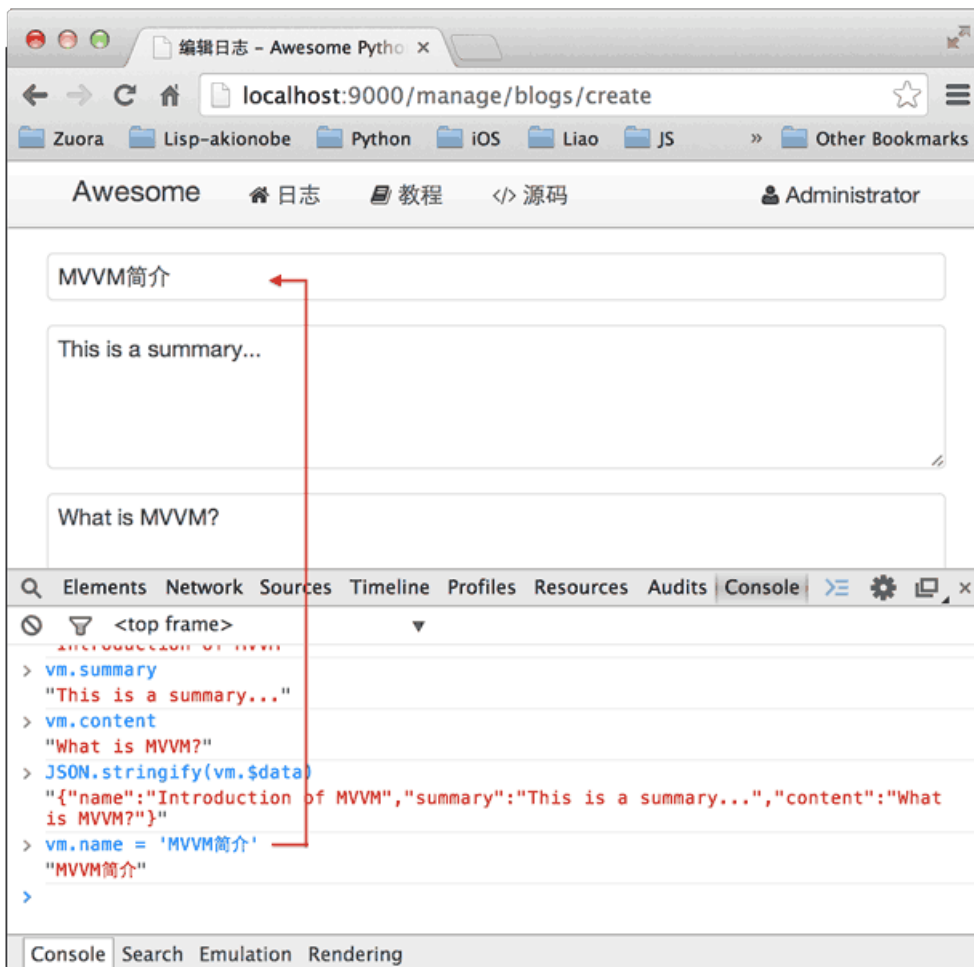 编辑日志 - Awesome Pytho
localhost:9000/manage/blogs/create
Zuora Lisp-akionobe Python iOS Liao JS » Other Bookmarks
Awesome 日志 教程 </> 源码 Administrator
MVVM简介
This is a summary...
What is MVVM?
Elements Network Sources Timeline Profiles Resources Audits Console
<top frame>
"Introduction of MVVM"
> vm.summary
"This is a summary..."
> vm.content
"What is MVVM?"
> JSON.stringify(vm.$data)
"{"name":"Introduction of MVVM","summary":"This is a summary...","content":"What
is MVVM?"}"
> vm.name = 'MVVM简介'
"MVVM简介"
>
Console Search Emulation Rendering